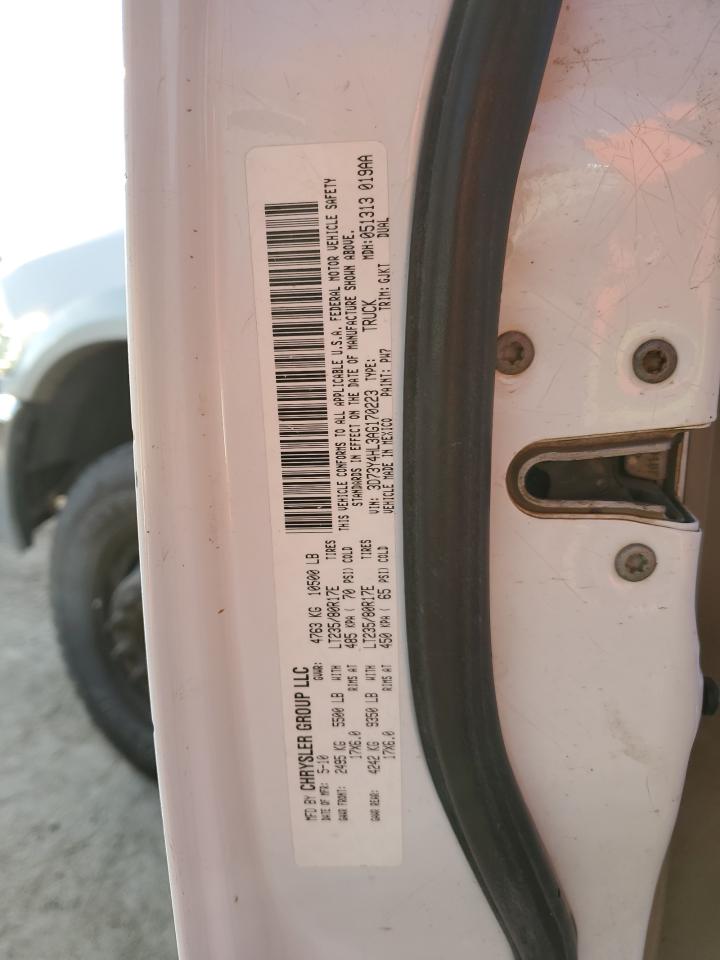 MFD BY CHRYSLER GROUP LLC
DATE OF MFR: 5-10 GVWR: 4763 KG 10500 LB
GAWR FRONT: 2495 KG 5500 LB WITH LT235/80R17E TIRES
17X6.0 RIMS AT 485 KPA ( 70 PSI) COLD
GAWR REAR: 4242 KG 9350 LB WITH LT235/80R17E TIRES
17X6.0 RIMS AT 450 KPA ( 65 PSI) COLD
THIS VEHICLE CONFORMS TO ALL APPLICABLE U.S.A. FEDERAL MOTOR VEHICLE SAFETY
STANDARDS IN EFFECT ON THE DATE OF MANUFACTURE SHOWN ABOVE.
VIN: 3D73Y4HL3AG170223 TYPE: TRUCK MDH: 051313 019AA
VEHICLE MADE IN MEXICO PAINT: PW7 TRIM: GJKT DUAL